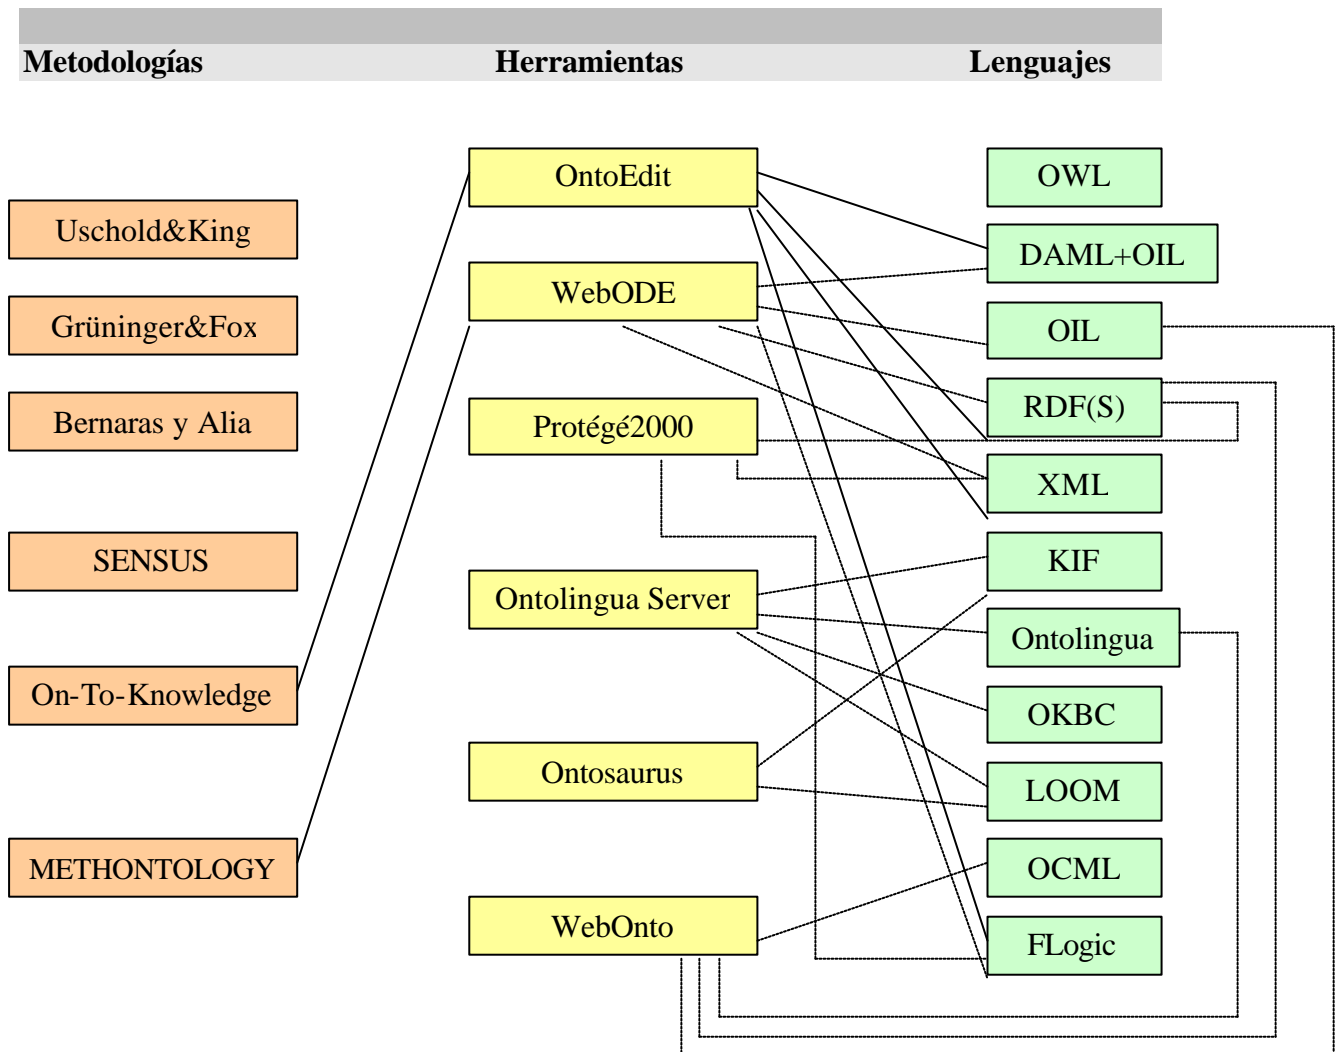 Metodologías Herramientas Lenguajes
OntoEdit
OWL
Uschold&King
DAML+OIL
WebODE
Grüninger&Fox
OIL
Bernaras y Alia
Protégé2000
RDF(S)
XML
SENSUS
KIF
Ontolingua Server
Ontolingua
On-To-Knowledge
OKBC
Ontosaurus
LOOM
METHONTOLOGY
OCML
WebOnto
FLogic